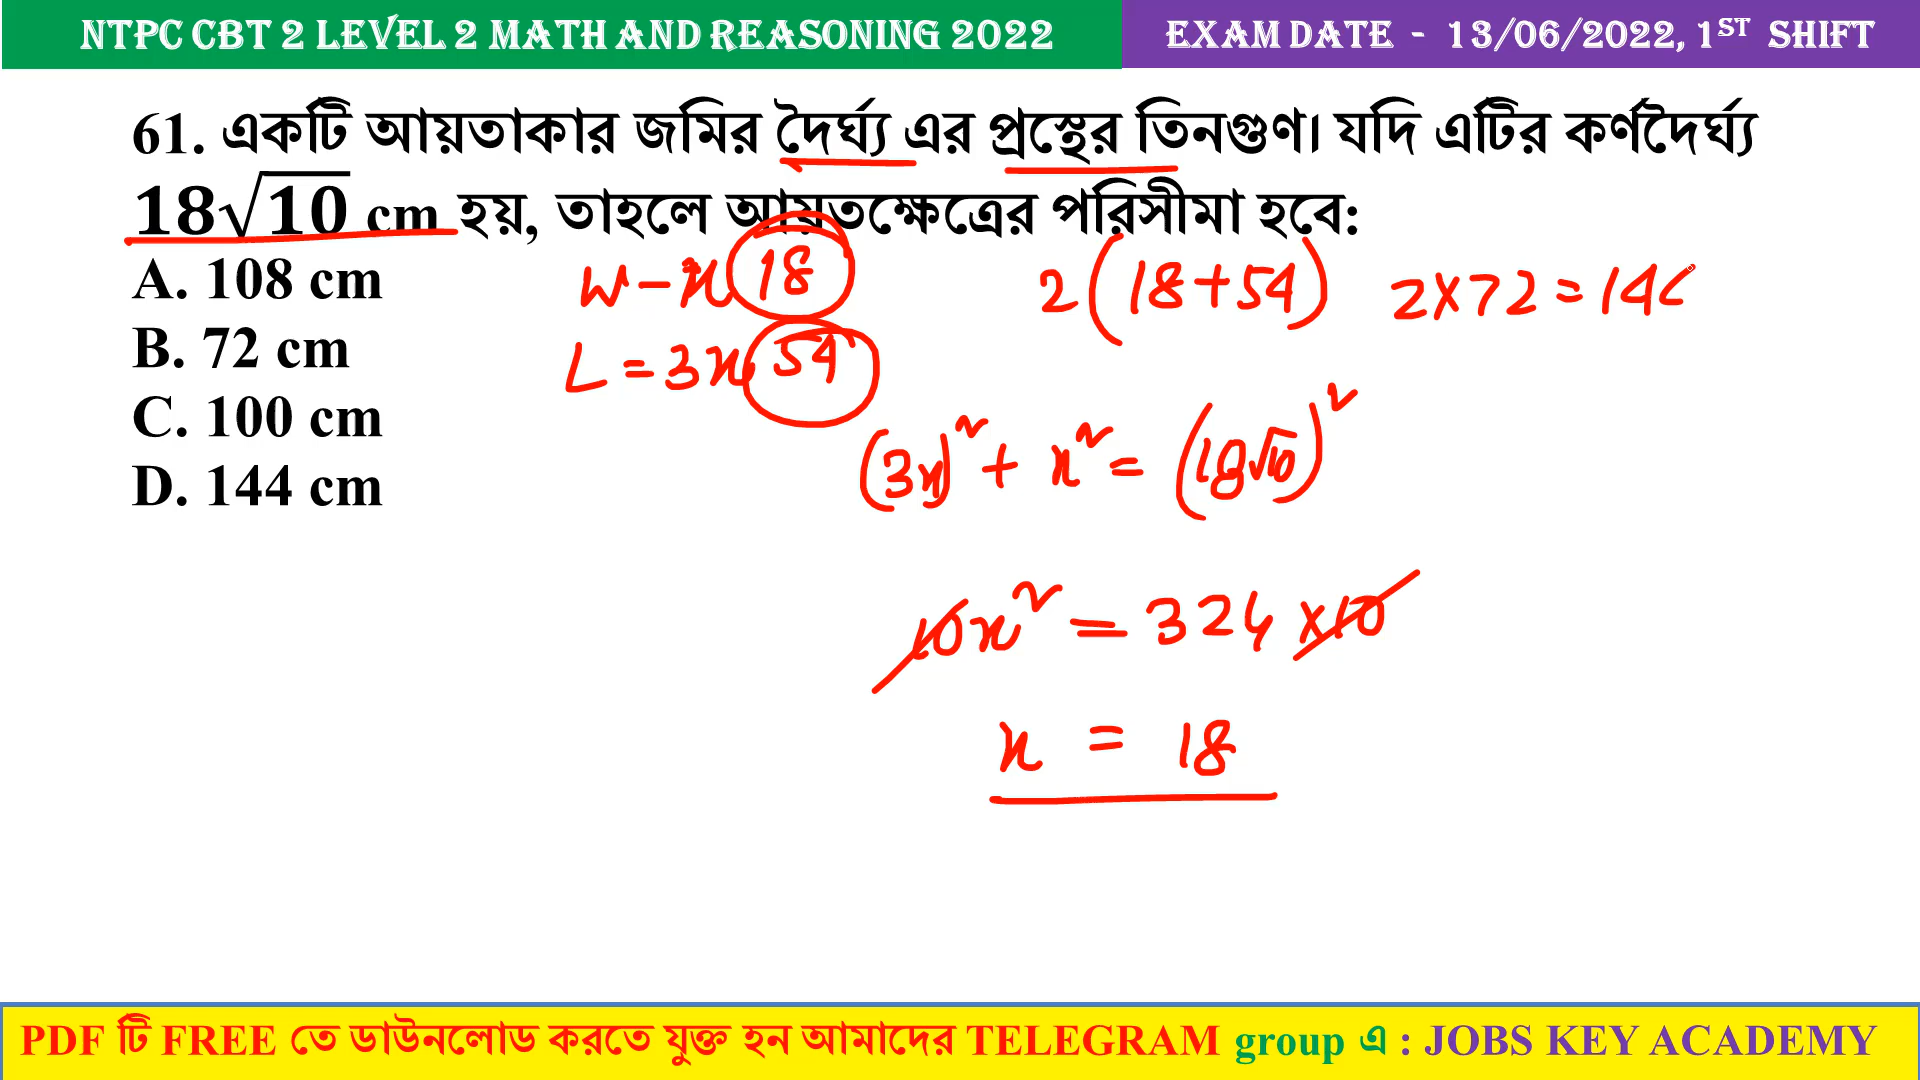 NTPC CBT 2 LEVEL 2 MATH AND REASONING 2022
EXAM DATE - 13/06/2022, 1ST SHIFT
61. একটি আয়তাকার জমির দৈর্ঘ্য এর প্রস্থের তিনগুণ। যদি এটির কর্ণদৈর্ঘ্য
18√10 cm হয়, তাহলে আয়তক্ষেত্রের পরিসীমা হবে:
A. 108 cm
B. 72 cm
C. 100 cm
D. 144 cm
W - x 18
L = 3x 54
2(18+54) 2×72=14
(3x)² + x² = (18√10)²
10x² = 324 ×10
x = 18
PDF টি FREE তে ডাউনলোড করতে যুক্ত হন আমাদের TELEGRAM group এ : JOBS KEY ACADEMY